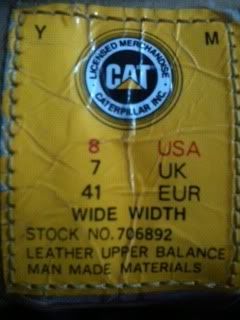 Y M
LICENSED MERCHANDISE
CAT
CATERPILLAR INC.
8 USA
7 UK
41 EUR
WIDE WIDTH
STOCK NO. 706892
LEATHER UPPER BALANCE
MAN MADE MATERIALS